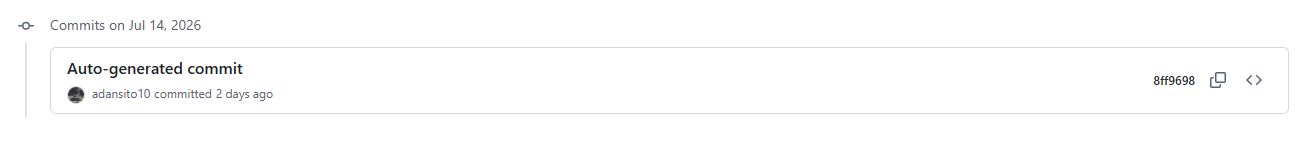 Commits on Jul 14, 2026
Auto-generated commit
8ff9698
adansito10 committed 2 days ago